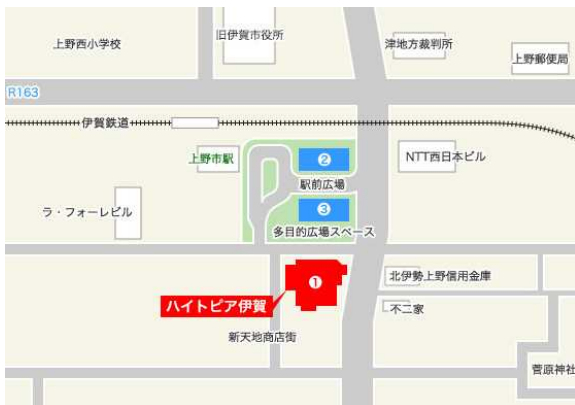 旧伊賀市役所
上野西小学校
津地方裁判所
上野郵便局
R163
伊賀鉄道
上野市駅
❷
NTT西日本ビル
駅前広場
❸
ラ・フォーレビル
多目的広場スペース
❶
北伊勢上野信用金庫
ハイトピア伊賀
不二家
新天地商店街
菅原神社